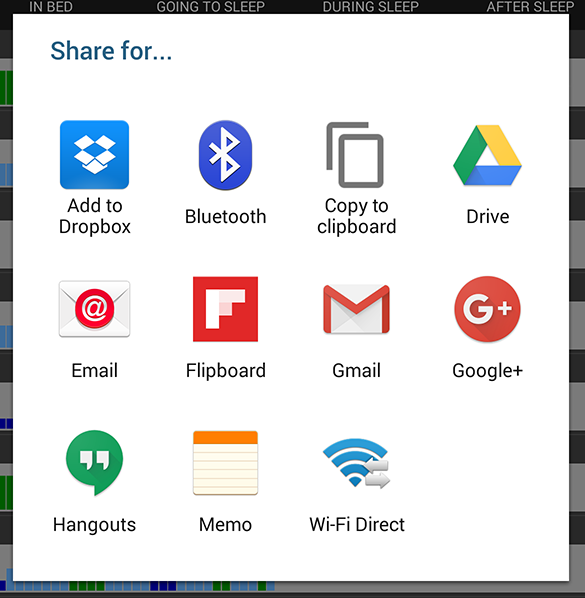 IN BED GOING TO SLEEP DURING SLEEP AFTER SLEEP
Share for...
Add to
Dropbox
Bluetooth
Copy to
clipboard
Drive
@
Email
Flipboard
Gmail
G+
Google+
Hangouts
Memo
Wi-Fi Direct